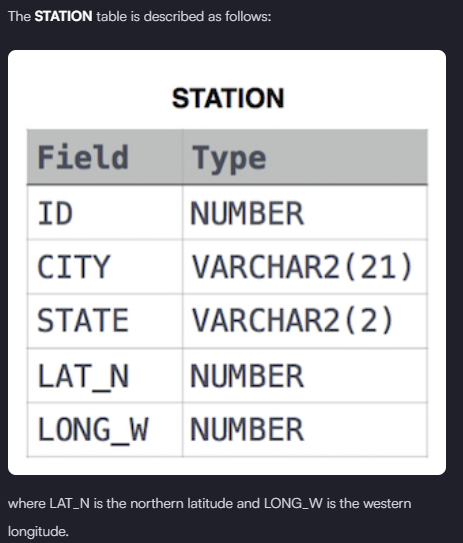 The STATION table is described as follows:
STATION
Field Type
ID NUMBER
CITY VARCHAR2(21)
STATE VARCHAR2(2)
LAT_N NUMBER
LONG_W NUMBER
where LAT_N is the northern latitude and LONG_W is the western
longitude.